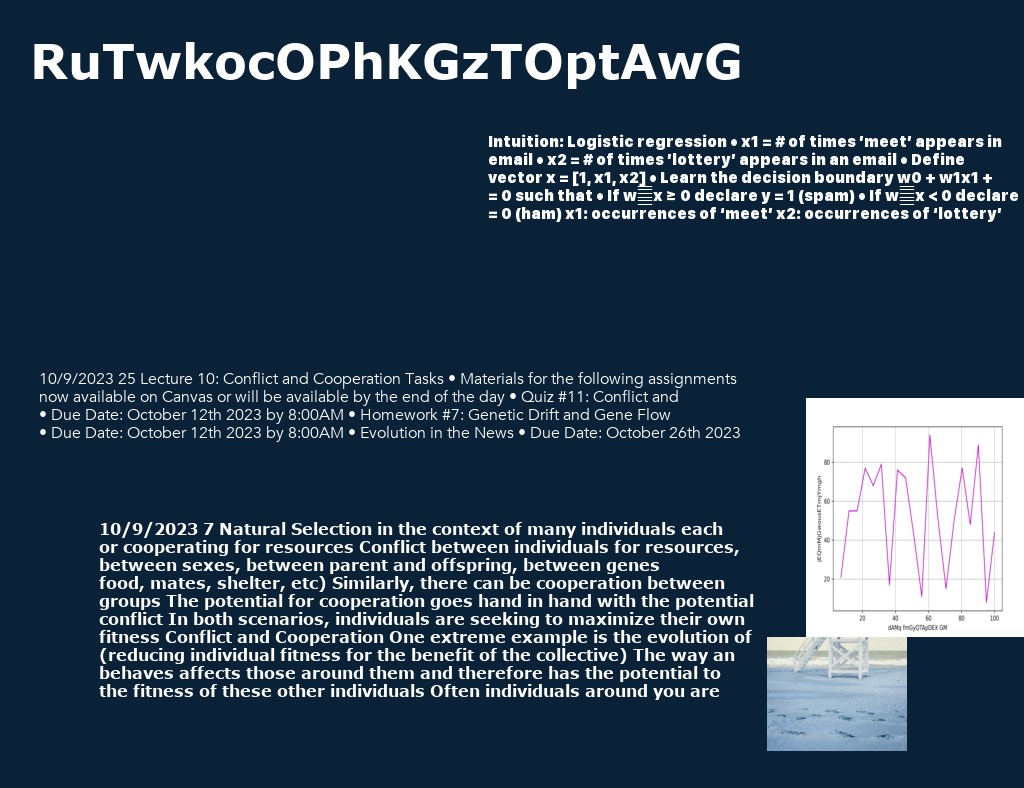 RuTwkocOPhKGzTOptAwG
Intuition: Logistic regression • x1 = # of times ’meet’ appears in
email • x2 = # of times ’lottery’ appears in an email • Define
vector x = [1, x1, x2] • Learn the decision boundary w0 + w1x1 +
= 0 such that • If w x ≥ 0 declare y = 1 (spam) • If w x < 0 declare
= 0 (ham) x1: occurrences of ‘meet’ x2: occurrences of ‘lottery’
10/9/2023 25 Lecture 10: Conflict and Cooperation Tasks • Materials for the following assignments
now available on Canvas or will be available by the end of the day • Quiz #11: Conflict and
• Due Date: October 12th 2023 by 8:00AM • Homework #7: Genetic Drift and Gene Flow
• Due Date: October 12th 2023 by 8:00AM • Evolution in the News • Due Date: October 26th 2023
10/9/2023 7 Natural Selection in the context of many individuals each
or cooperating for resources Conflict between individuals for resources,
between sexes, between parent and offspring, between genes
food, mates, shelter, etc) Similarly, there can be cooperation between
groups The potential for cooperation goes hand in hand with the potential
conflict In both scenarios, individuals are seeking to maximize their own
fitness Conflict and Cooperation One extreme example is the evolution of
(reducing individual fitness for the benefit of the collective) The way an
behaves affects those around them and therefore has the potential to
the fitness of these other individuals Often individuals around you are
80
60
40
20
20 40 60 80 100
dAMq fmGyQTApDEX GM